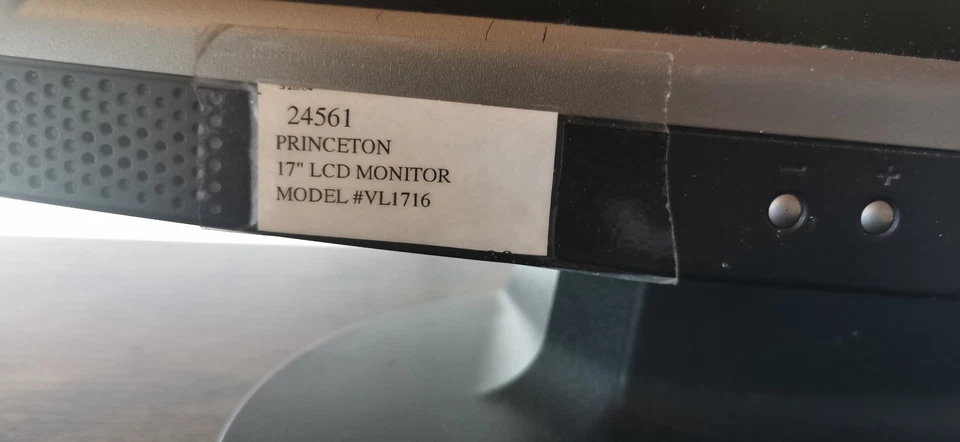 24561
PRINCETON
17" LCD MONITOR
MODEL #VL1716
- +